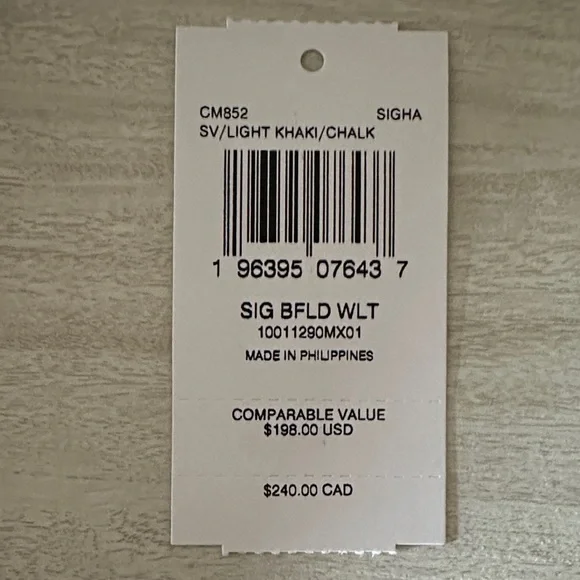 CM852 SIGHA
SV/LIGHT KHAKI/CHALK
1 96395 07643 7
SIG BFLD WLT
10011290MX01
MADE IN PHILIPPINES
COMPARABLE VALUE
$198.00 USD
$240.00 CAD